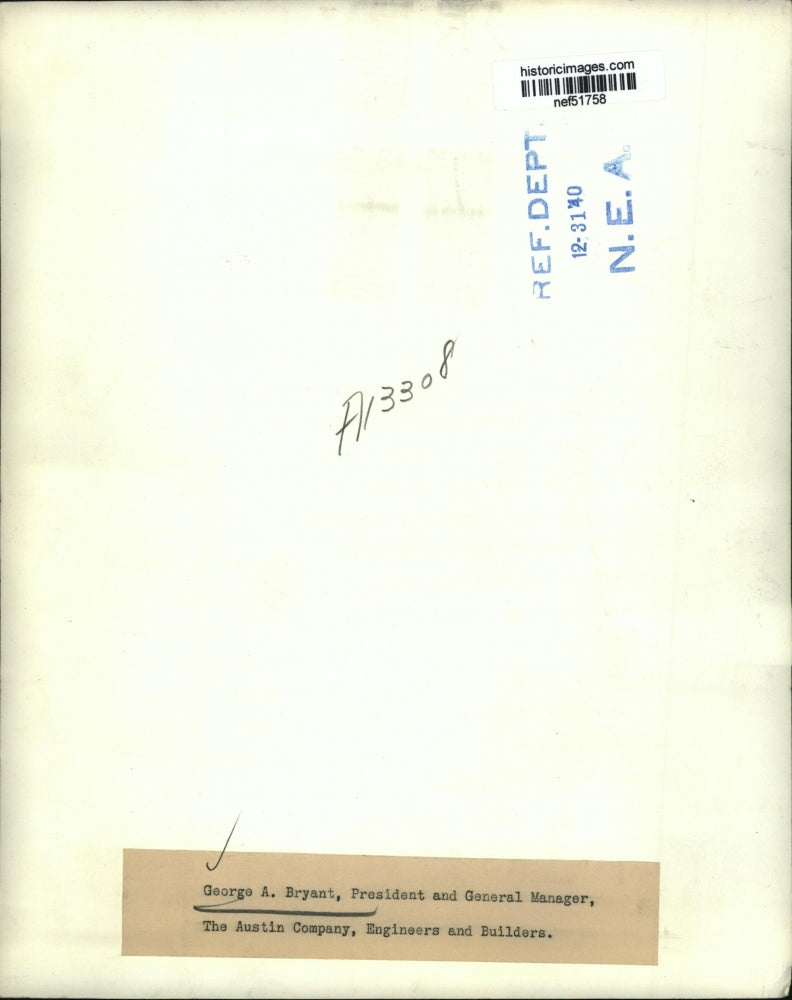 historicimages.com
nef51758
REF. DEPT.
12-31'40
N.E.A.
A13308
George A. Bryant, President and General Manager,
The Austin Company, Engineers and Builders.